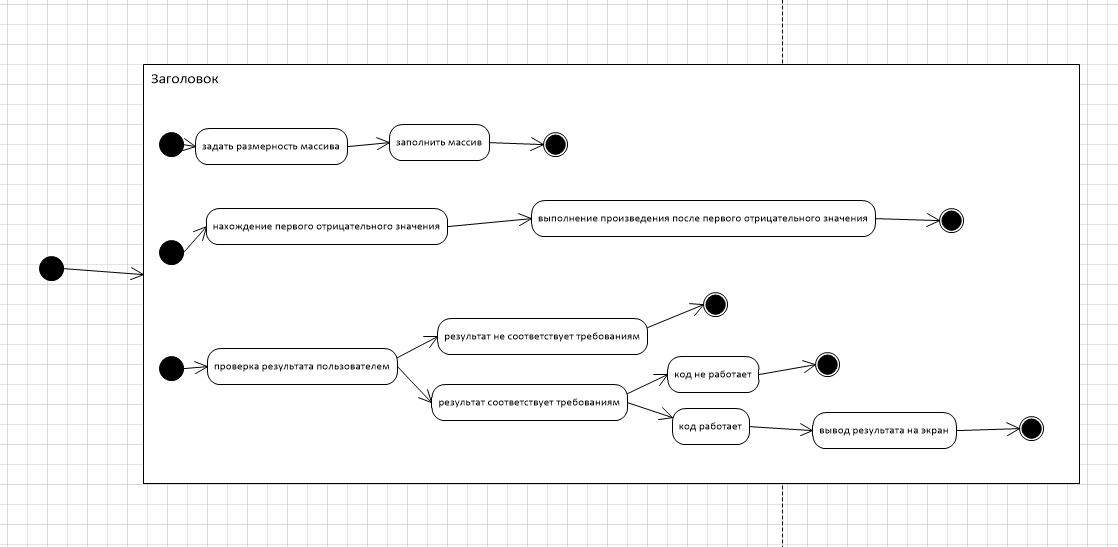 Заголовок
задать размерность массива
заполнить массив
нахождение первого отрицательного значения
выполнение произведения после первого отрицательного значения
результат не соответствует требованиям
проверка результата пользователем
код не работает
результат соответствует требованиям
код работает
вывод результата на экран